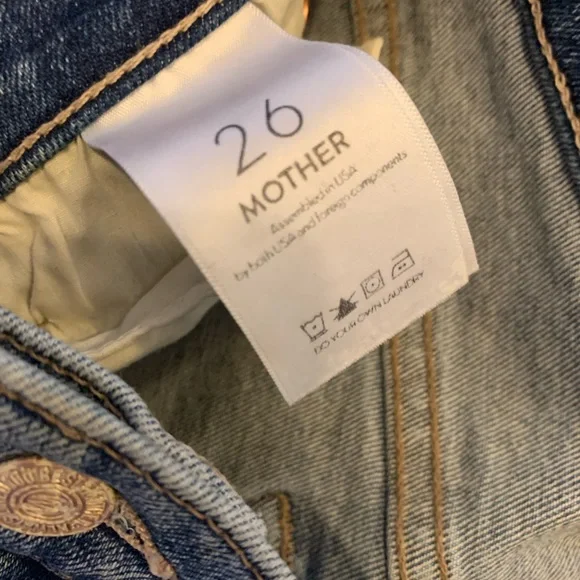 26
MOTHER
Assembled in USA
by both USA and foreign components
DO YOUR OWN LAUNDRY